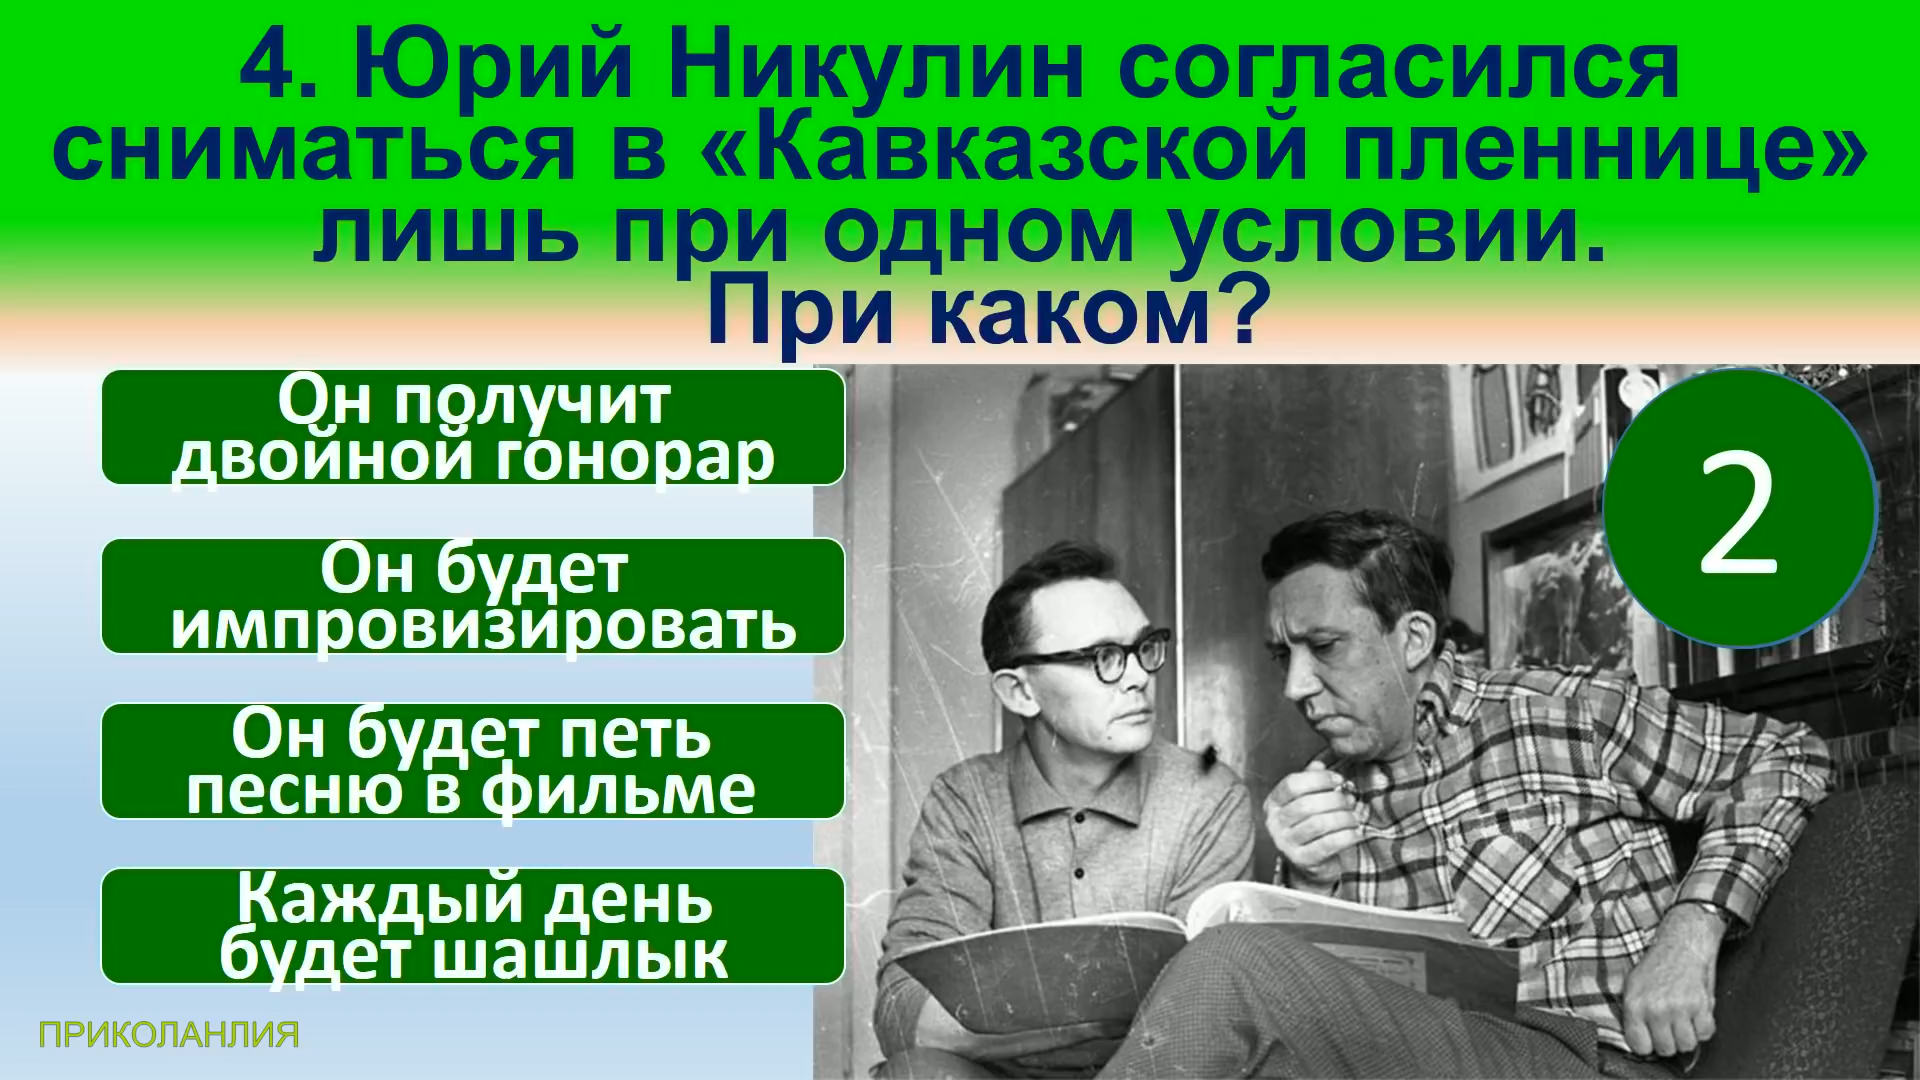 4. Юрий Никулин согласился
сниматься в «Кавказской пленнице»
лишь при одном условии.
При каком?
Он получит
двойной гонорар
Он будет
импровизировать
Он будет петь
песню в фильме
Каждый день
будет шашлык
2
ПРИКОЛАНЛИЯ